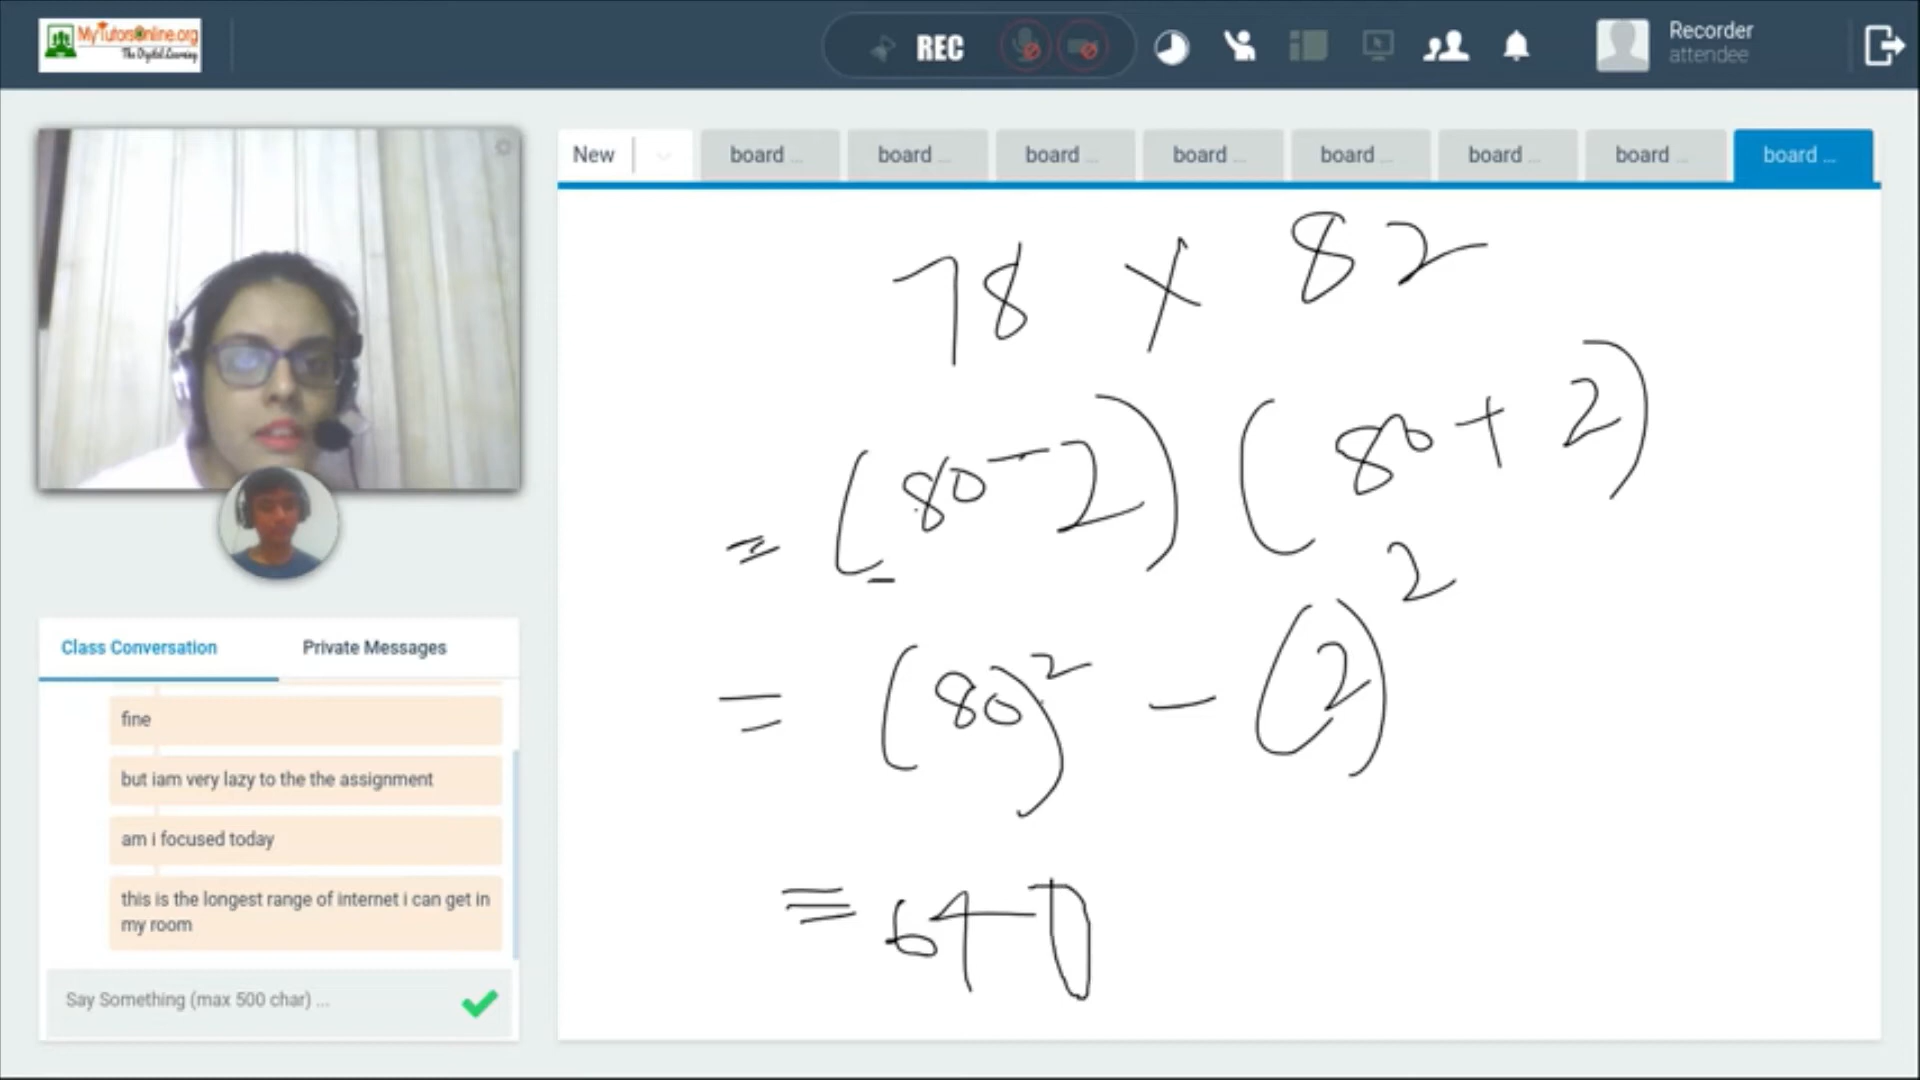 MyTutorsOnline.org
The Digital Learning
REC
Recorder
attendee
New
board ...
board ...
board ...
board ...
board ...
board ...
board ...
board ...
78 × 82
= (80 - 2) (80 + 2)
= (80)² - (2)²
= 640
Class Conversation
Private Messages
fine
but iam very lazy to the the assignment
am i focused today
this is the longest range of internet i can get in
my room
Say Something (max 500 char) ...